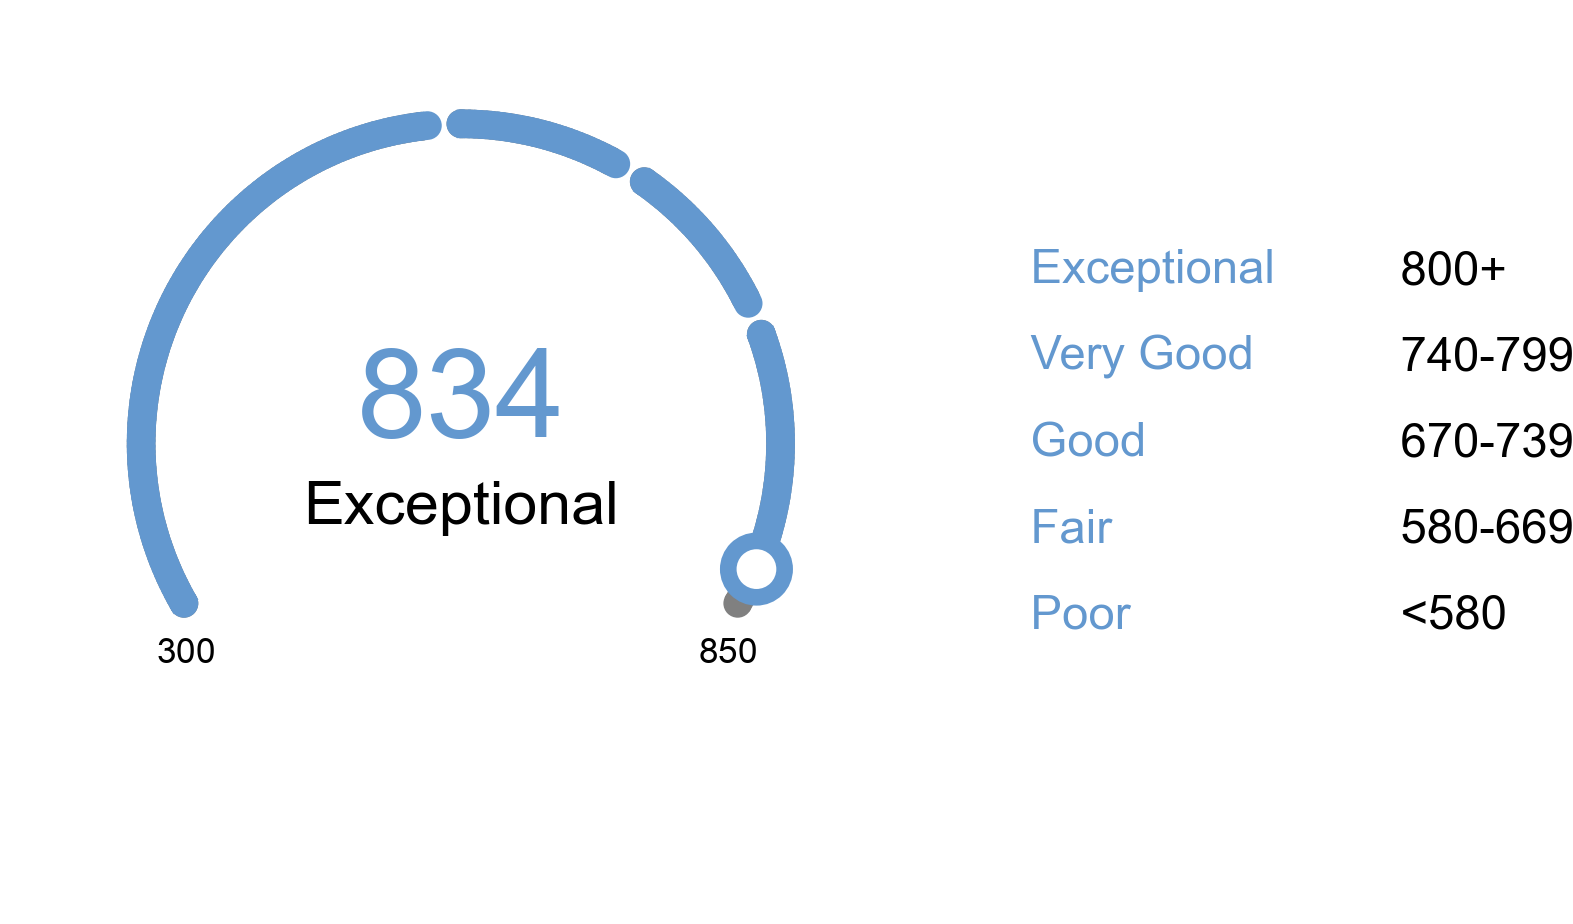 834
Exceptional
300
850
Exceptional 800+
Very Good 740-799
Good 670-739
Fair 580-669
Poor <580